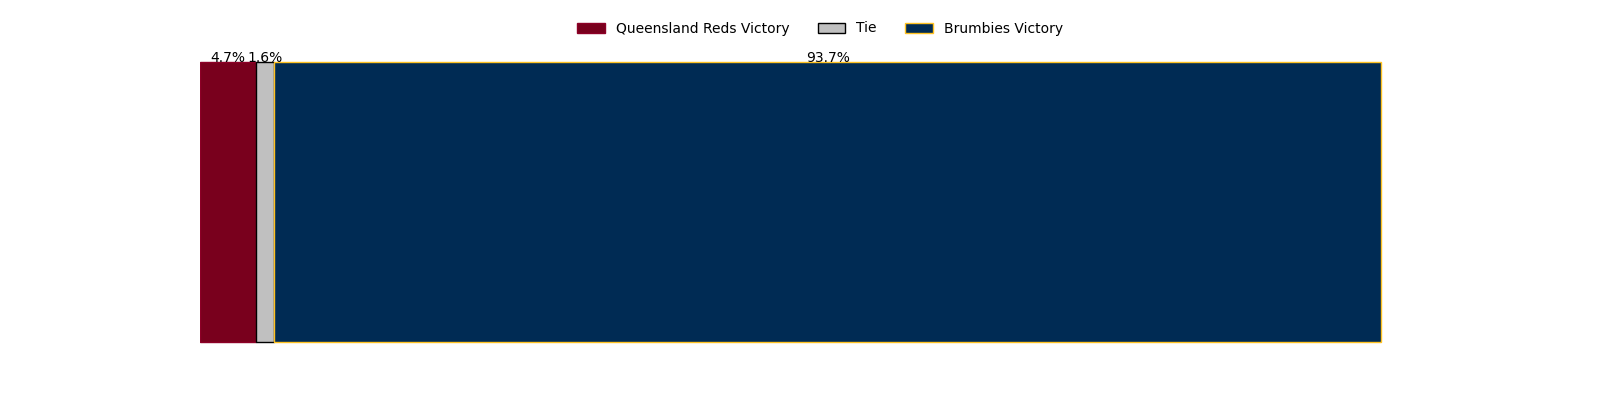 Queensland Reds Victory Tie Brumbies Victory
4.7% 1.6% 93.7%